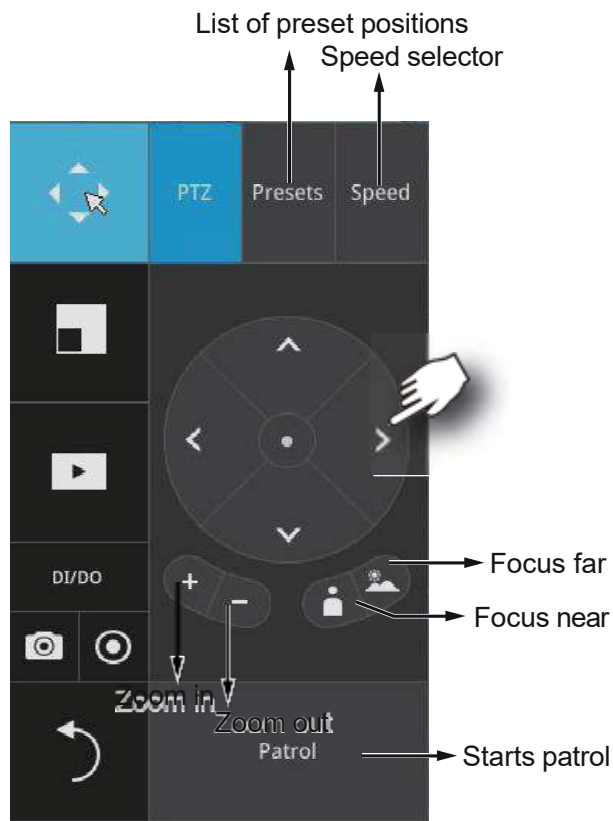 List of preset positions
Speed selector
PTZ
Presets
Speed
DI/DO
Focus far
Focus near
Zoom in
Zoom out
Patrol
Starts patrol